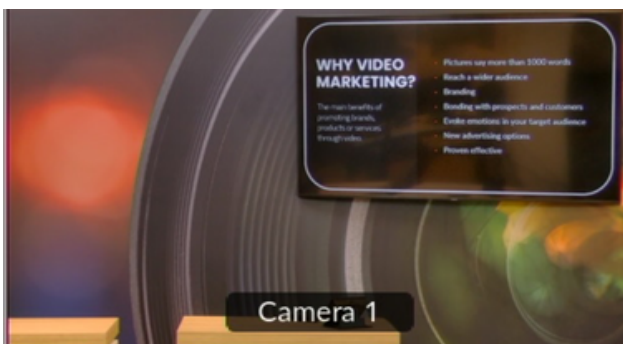 WHY VIDEO
MARKETING?
The main benefits of
promoting brands,
products or services
through video.
- Pictures say more than 1000 words
- Reach a wider audience
- Branding
- Bonding with prospects and customers
- Evoke emotions in your target audience
- New advertising options
- Proven effective
Camera 1